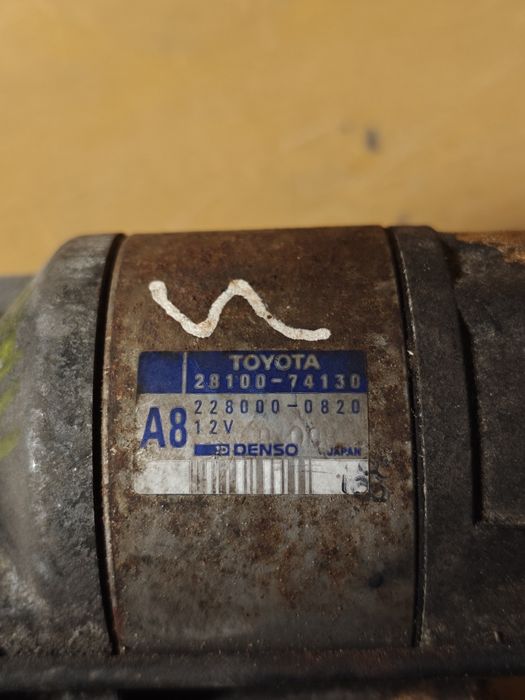 TOYOTA
28100-74130
A8 228000-0820
12V
DENSO JAPAN